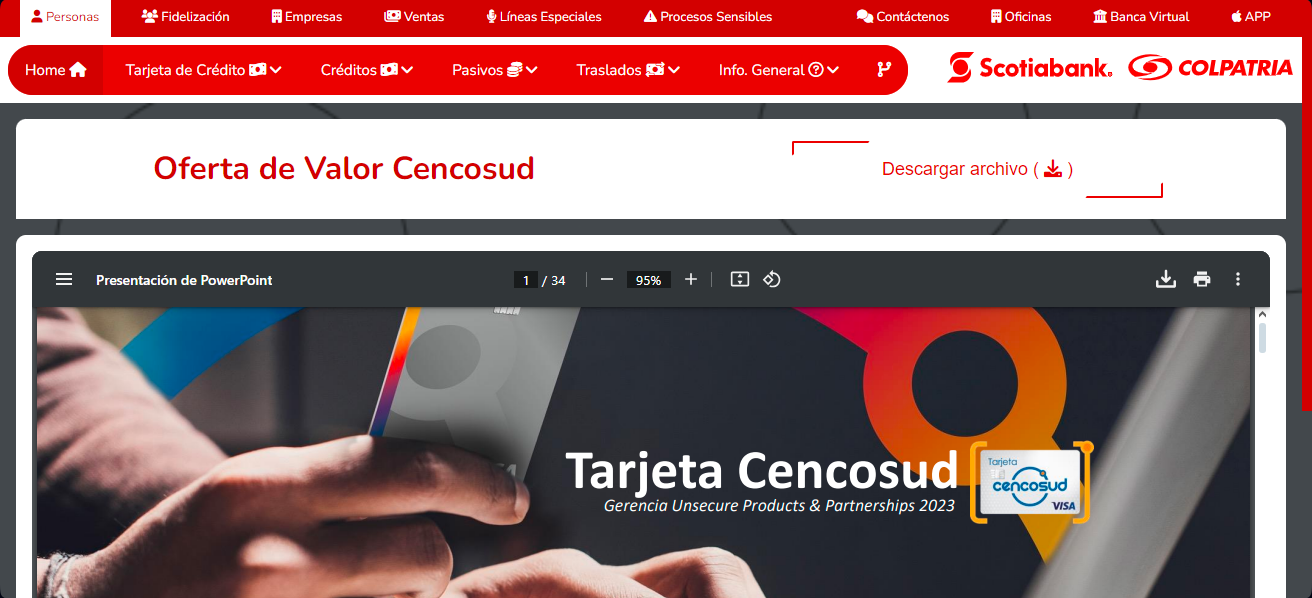 Personas Fidelización Empresas Ventas Líneas Especiales Procesos Sensibles Contáctenos Oficinas Banca Virtual APP
Home Tarjeta de Crédito Créditos Pasivos Traslados Info. General Scotiabank. COLPATRIA
Oferta de Valor Cencosud
Descargar archivo ( )
Presentación de PowerPoint 1 / 34 95%
Tarjeta Cencosud
Gerencia Unsecure Products & Partnerships 2023
Tarjeta
cencosud
VISA